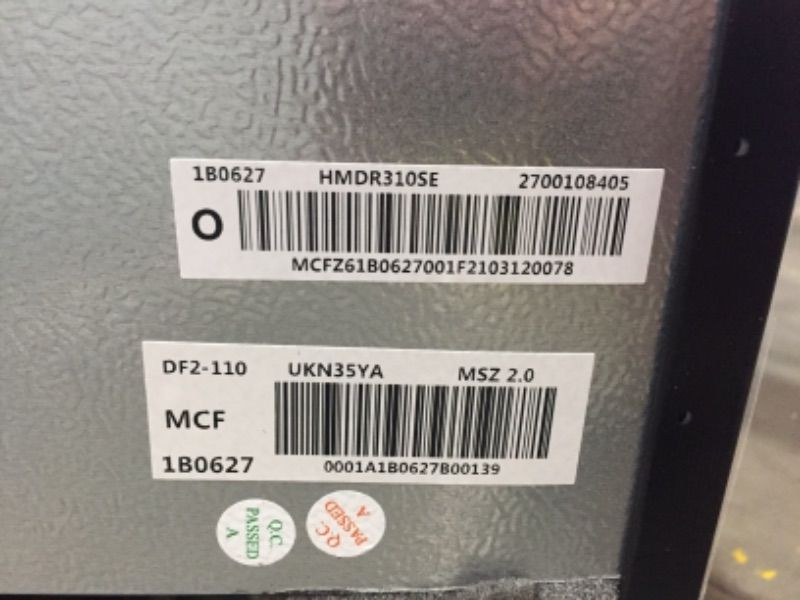 1B0627 HMDR310SE 2700108405
O
MCFZ61B0627001F2103120078
DF2-110 UKN35YA MSZ 2.0
MCF
1B0627 0001A1B0627B00139
Q.C.
PASSED
A
Q.C.
PASSED
A